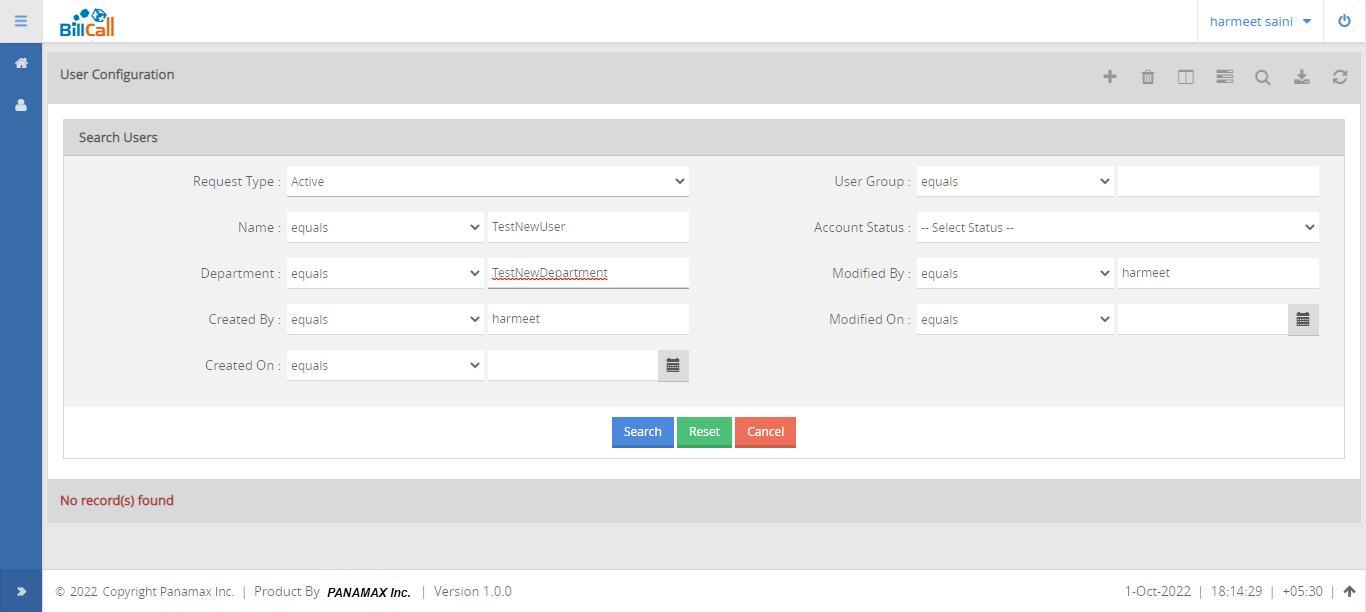 BillCall
harmeet saini
User Configuration
Search Users
Request Type : Active User Group : equals
Name : equals TestNewUser Account Status : -- Select Status --
Department : equals TestNewDepartment Modified By : equals harmeet
Created By : equals harmeet Modified On : equals
Created On : equals
Search Reset Cancel
No record(s) found
© 2022 Copyright Panamax Inc. | Product By PANAMAX Inc. | Version 1.0.0 1-Oct-2022 | 18:14:29 | +05:30 |